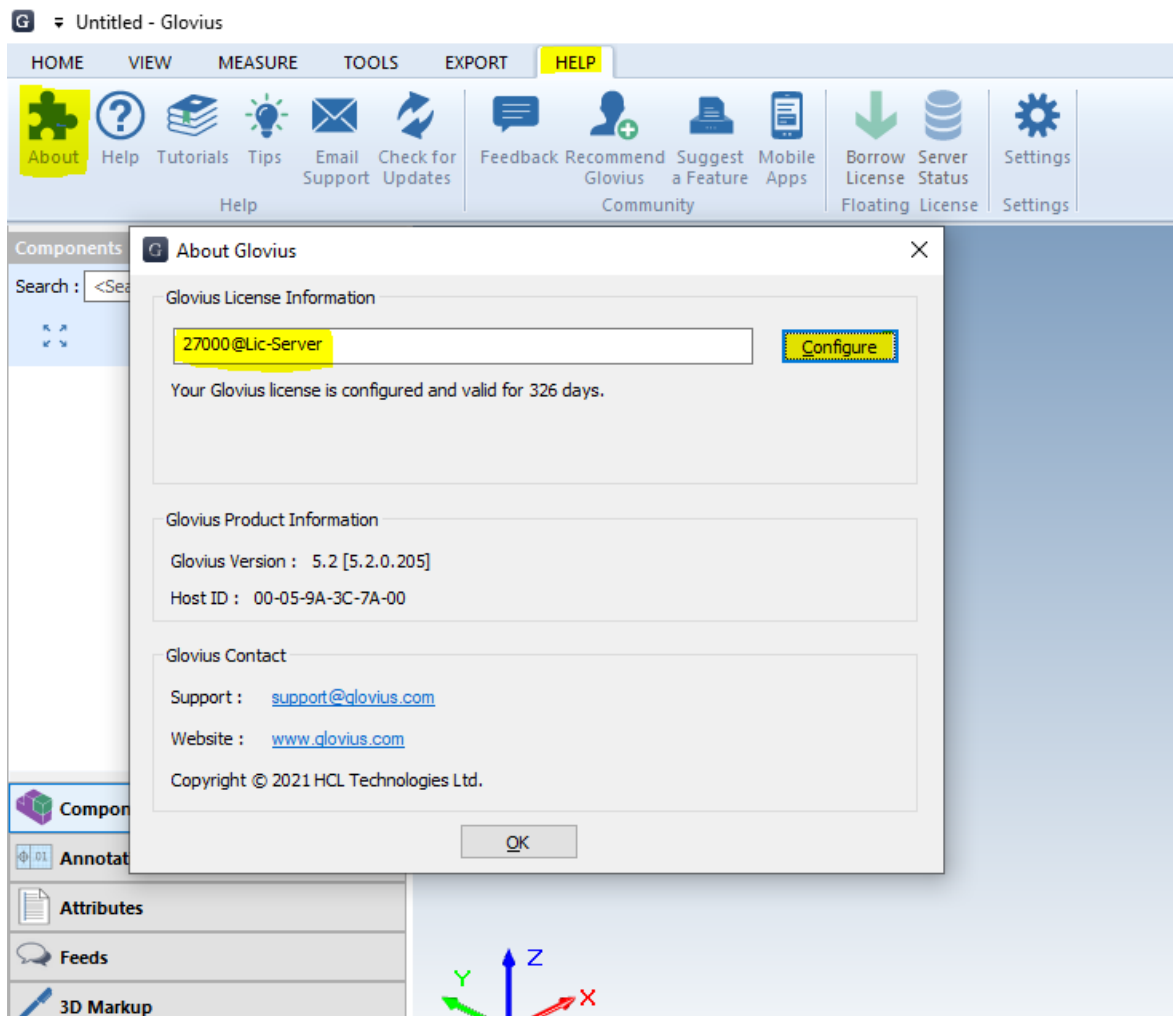 G Untitled - Glovius
HOME VIEW MEASURE TOOLS EXPORT HELP
About Help Tutorials Tips Email Support Check for Updates Feedback Recommend Glovius Suggest a Feature Mobile Apps Borrow License Server Status Settings
Help Community Floating License Settings
Components
Search : <Sea
G About Glovius
Glovius License Information
27000@Lic-Server
Configure
Your Glovius license is configured and valid for 326 days.
Glovius Product Information
Glovius Version : 5.2 [5.2.0.205]
Host ID : 00-05-9A-3C-7A-00
Glovius Contact
Support : support@glovius.com
Website : www.glovius.com
Copyright © 2021 HCL Technologies Ltd.
OK
Compon
.01 Annotat
Attributes
Feeds
3D Markup
Z
Y
X